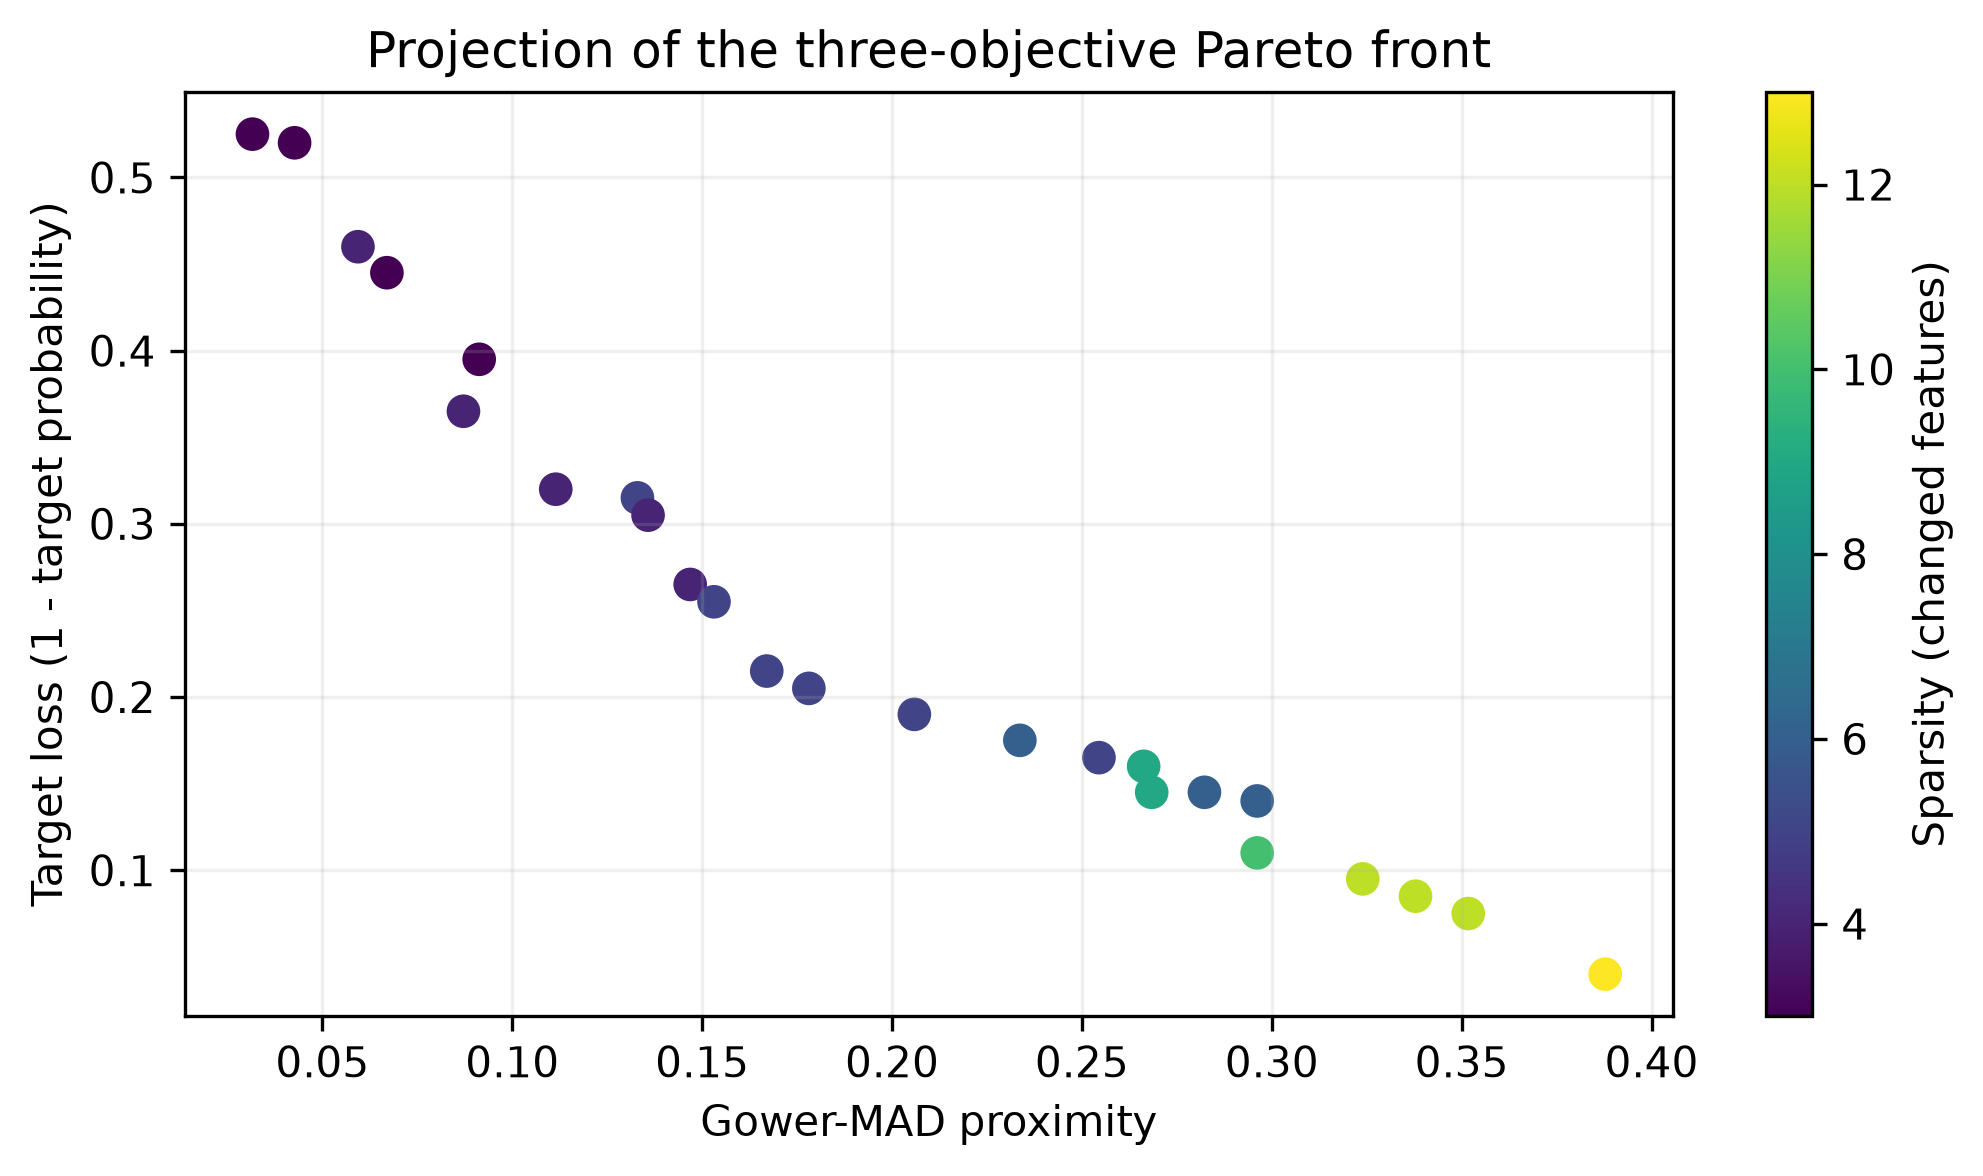 Projection of the three-objective Pareto front
Target loss (1 - target probability)
0.5
0.4
0.3
0.2
0.1
0.05 0.10 0.15 0.20 0.25 0.30 0.35 0.40
Gower-MAD proximity
12
10
8
6
4
Sparsity (changed features)